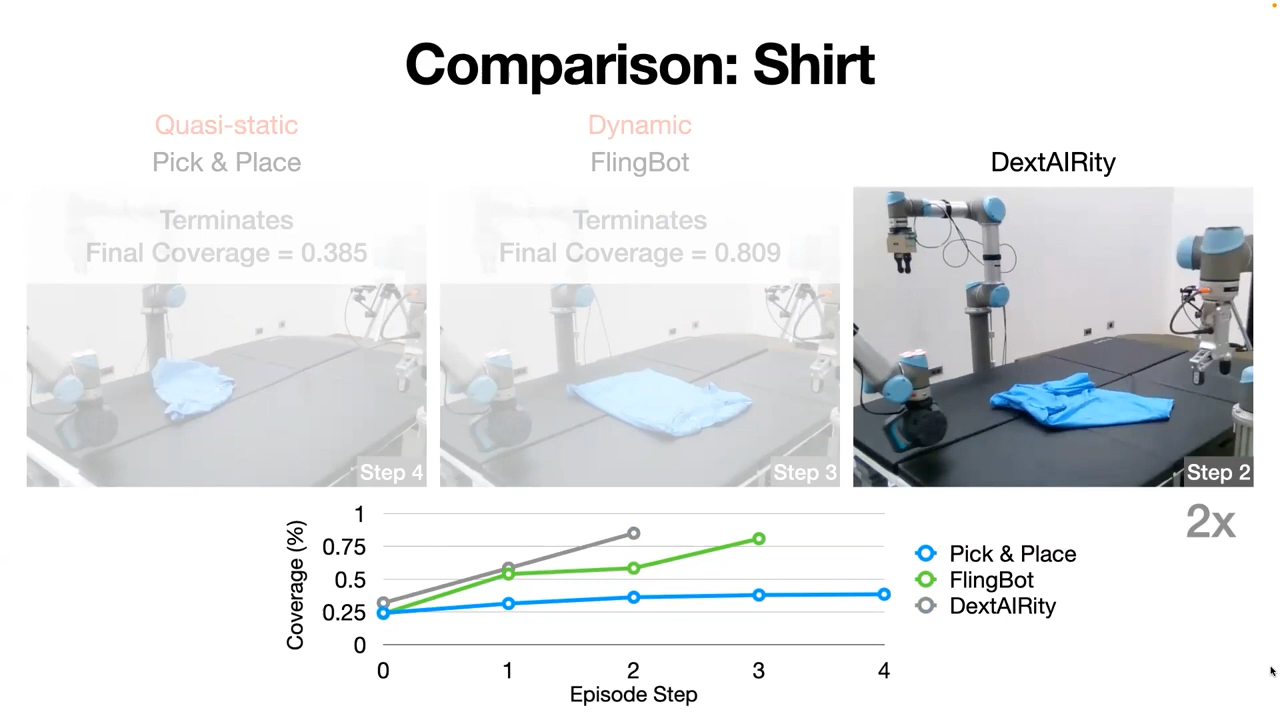 Comparison: Shirt
Quasi-static
Pick & Place
Dynamic
FlingBot
DextAIRity
Terminates
Final Coverage = 0.385
Terminates
Final Coverage = 0.809
Step 4
Step 3
Step 2
2x
Coverage (%)
1
0.75
0.5
0.25
0
0 1 2 3 4
Episode Step
Pick & Place
FlingBot
DextAIRity